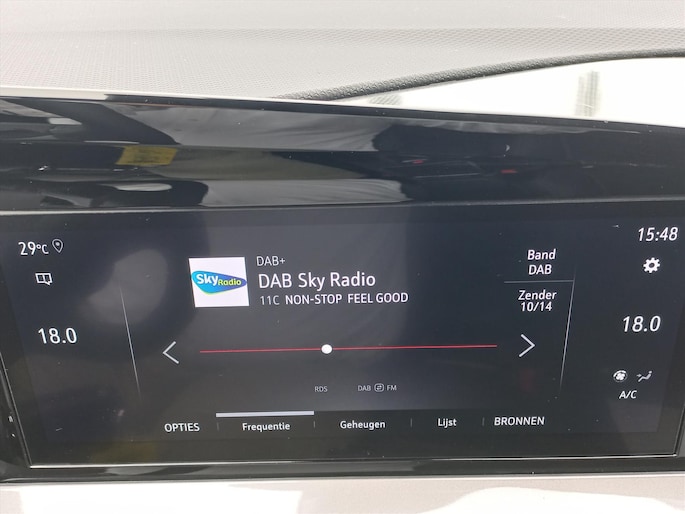 29°C
15:48
DAB+
Sky Radio
DAB Sky Radio
11C NON-STOP FEEL GOOD
Band
DAB
Zender
10/14
18.0
18.0
RDS
DAB FM
A/C
OPTIES
Frequentie
Geheugen
Lijst
BRONNEN